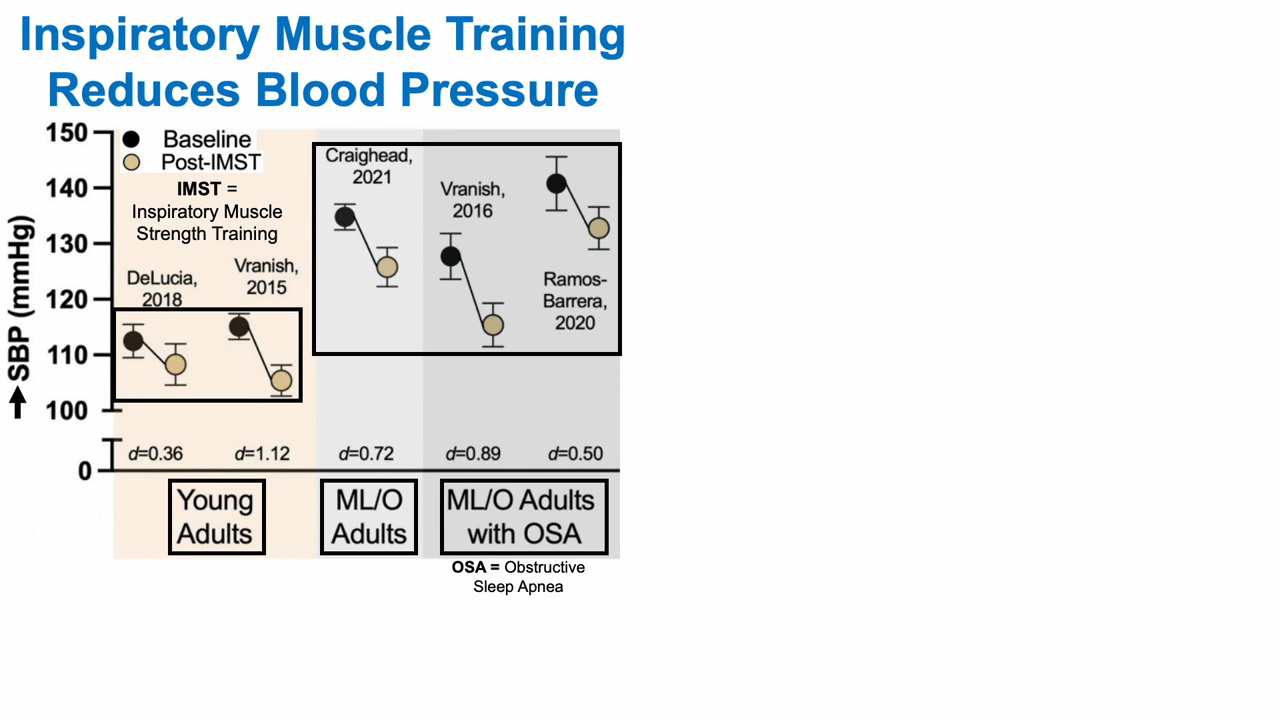 Inspiratory Muscle Training
Reduces Blood Pressure
150
140
130
120
110
100
0
SBP (mmHg)
Baseline
Post-IMST
IMST =
Inspiratory Muscle
Strength Training
DeLucia,
2018
Vranish,
2015
Craighead,
2021
Vranish,
2016
Ramos-
Barrera,
2020
d=0.36
d=1.12
d=0.72
d=0.89
d=0.50
Young
Adults
ML/O
Adults
ML/O Adults
with OSA
OSA = Obstructive
Sleep Apnea